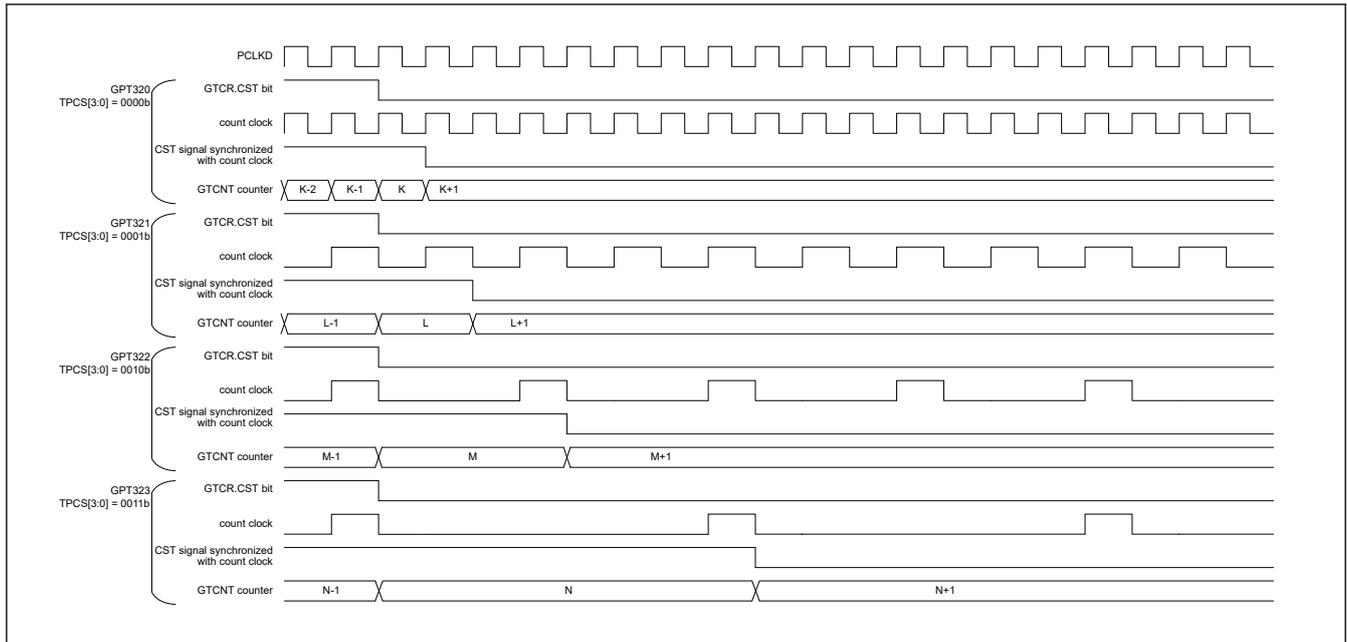 PCLKD
GPT320
TPCS[3:0] = 0000b
GTCR.CST bit
count clock
CST signal synchronized
with count clock
GTCNT counter
K-2
K-1
K
K+1
GPT321
TPCS[3:0] = 0001b
GTCR.CST bit
count clock
CST signal synchronized
with count clock
GTCNT counter
L-1
L
L+1
GPT322
TPCS[3:0] = 0010b
GTCR.CST bit
count clock
CST signal synchronized
with count clock
GTCNT counter
M-1
M
M+1
GPT323
TPCS[3:0] = 0011b
GTCR.CST bit
count clock
CST signal synchronized
with count clock
GTCNT counter
N-1
N
N+1